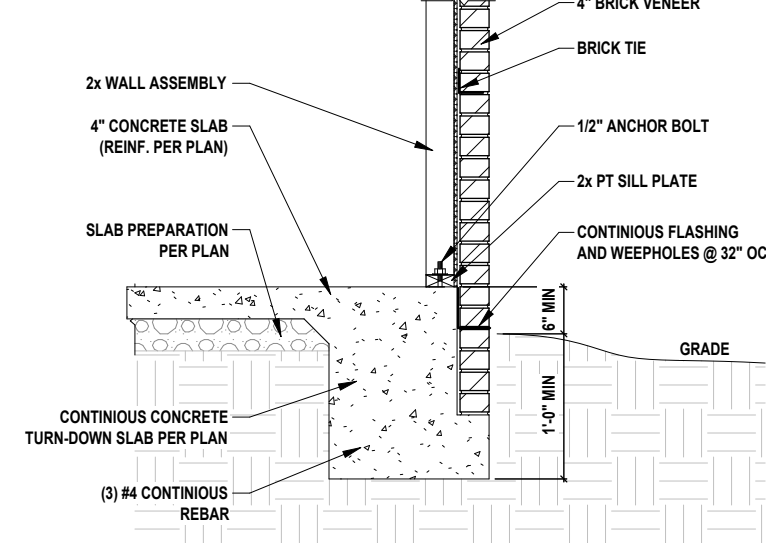 4" BRICK VENEER
BRICK TIE
2x WALL ASSEMBLY
4" CONCRETE SLAB
(REINF. PER PLAN)
1/2" ANCHOR BOLT
2x PT SILL PLATE
SLAB PREPARATION
PER PLAN
CONTINIOUS FLASHING
AND WEEPHOLES @ 32" OC
6" MIN
GRADE
1'-0" MIN
CONTINIOUS CONCRETE
TURN-DOWN SLAB PER PLAN
(3) #4 CONTINIOUS
REBAR